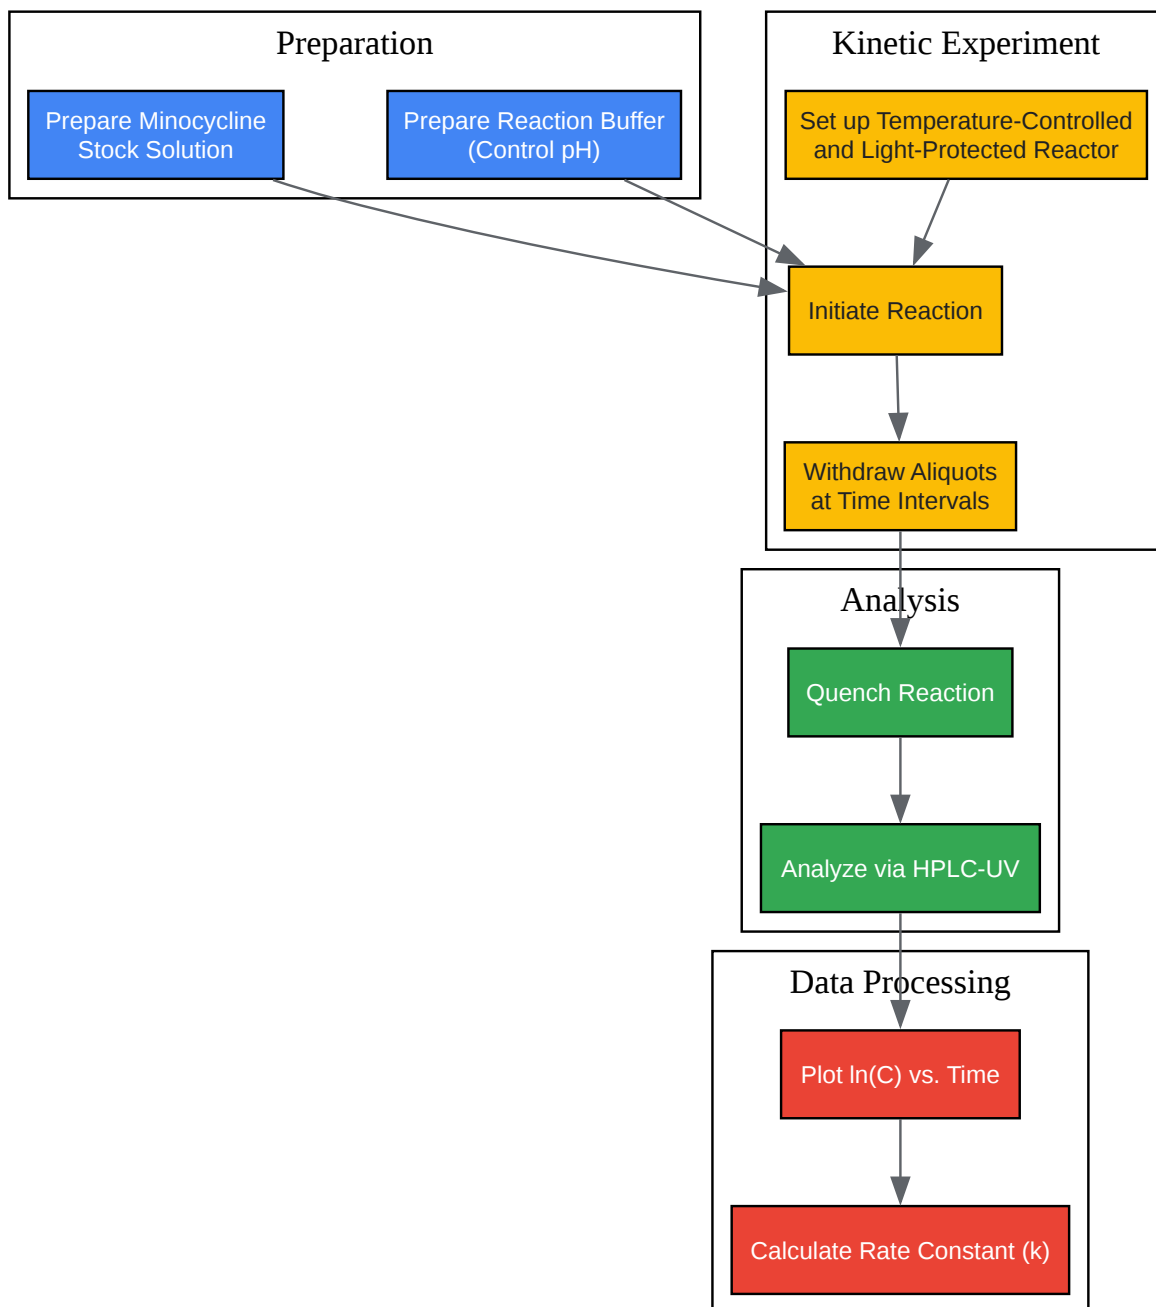 Preparation
Prepare Minocycline
Stock Solution
Prepare Reaction Buffer
(Control pH)
Kinetic Experiment
Set up Temperature-Controlled
and Light-Protected Reactor
Initiate Reaction
Withdraw Aliquots
at Time Intervals
Analysis
Quench Reaction
Analyze via HPLC-UV
Data Processing
Plot ln(C) vs. Time
Calculate Rate Constant (k)